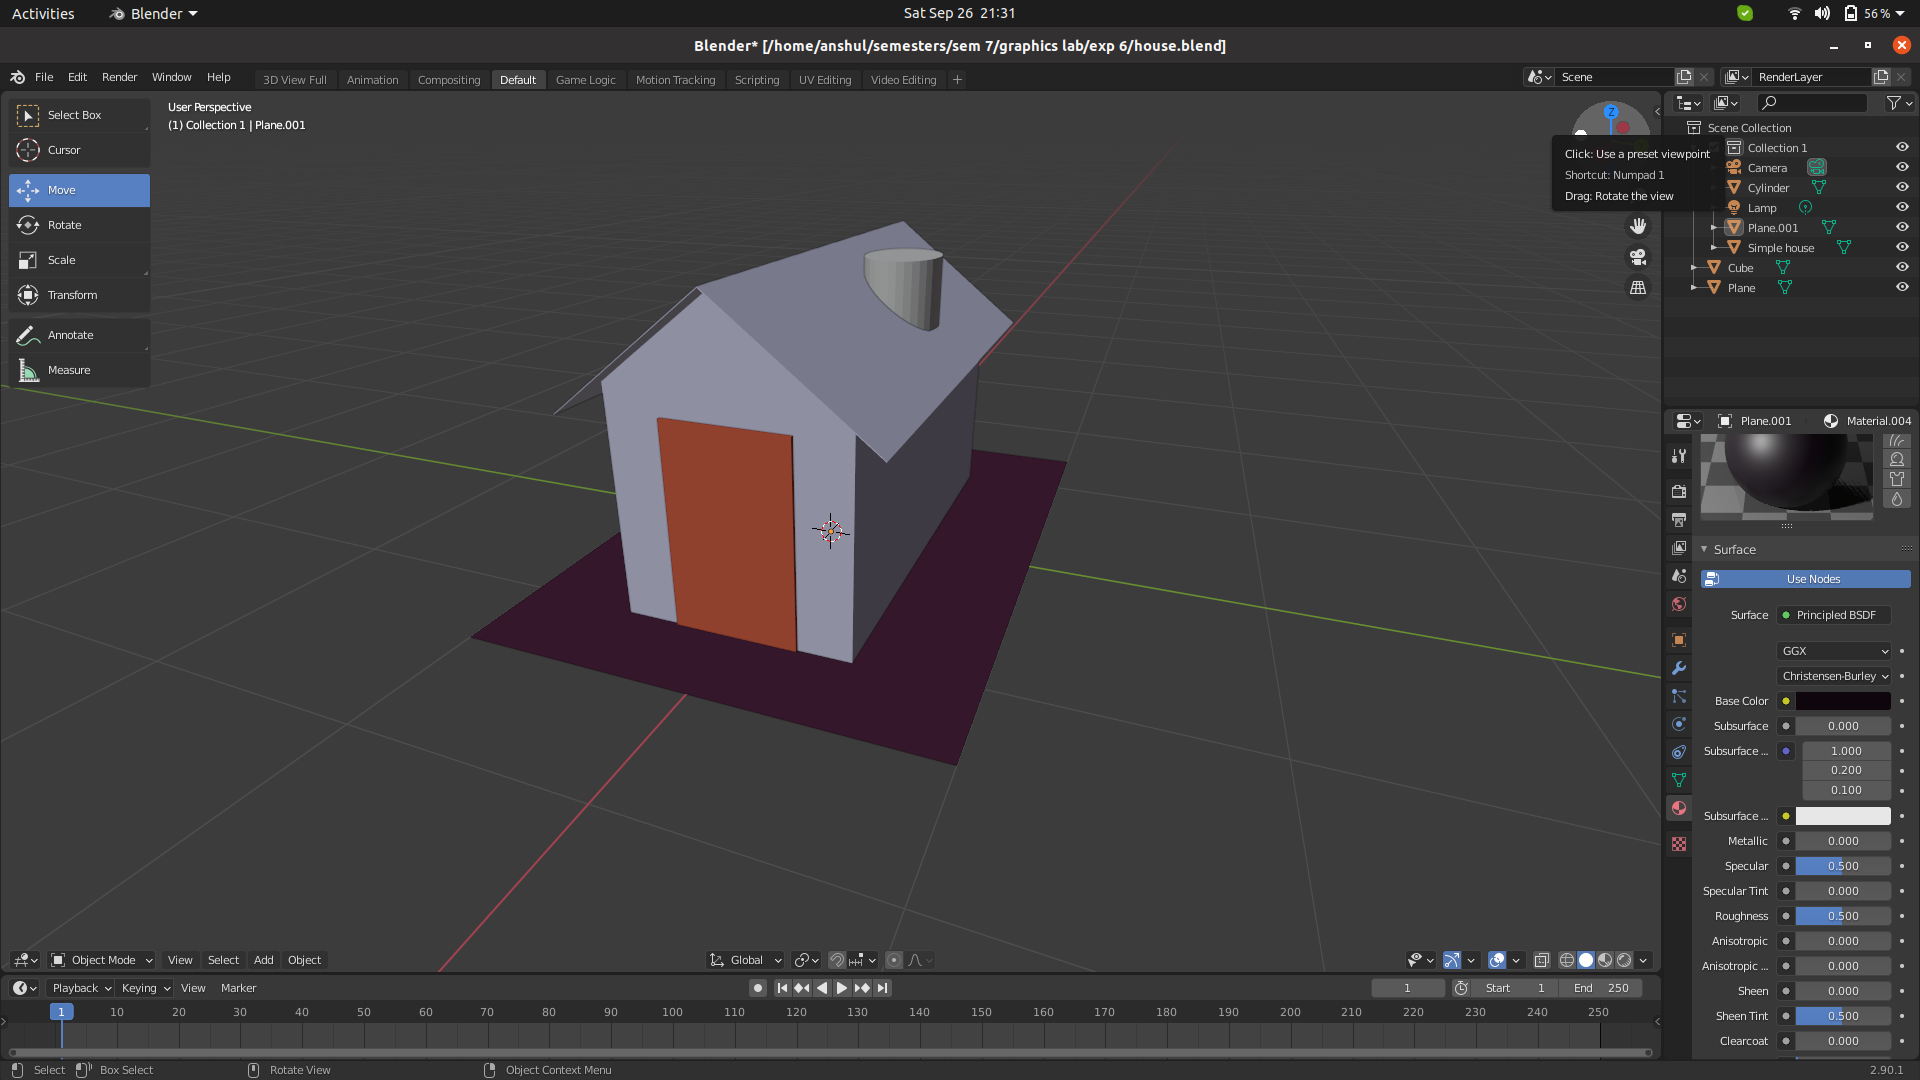 Activities Blender Sat Sep 26 21:31 56 %
Blender* [/home/anshul/semesters/sem 7/graphics lab/exp 6/house.blend]
File Edit Render Window Help 3D View Full Animation Compositing Default Game Logic Motion Tracking Scripting UV Editing Video Editing + Scene RenderLayer
User Perspective
(1) Collection 1 | Plane.001
Select Box
Cursor
Move
Rotate
Scale
Transform
Annotate
Measure
Z
Click: Use a preset viewpoint
Shortcut: Numpad 1
Drag: Rotate the view
Scene Collection
Collection 1
Camera
Cylinder
Lamp
Plane.001
Simple house
Cube
Plane
Plane.001 Material.004
Surface
Use Nodes
Surface Principled BSDF
GGX
Christensen-Burley
Base Color
Subsurface 0.000
Subsurface ... 1.000
0.200
0.100
Subsurface ...
Metallic 0.000
Specular 0.500
Specular Tint 0.000
Roughness 0.500
Anisotropic 0.000
Anisotropic ... 0.000
Sheen 0.000
Sheen Tint 0.500
Clearcoat 0.000
Object Mode View Select Add Object Global
Playback Keying View Marker 1 Start 1 End 250
1 10 20 30 40 50 60 70 80 90 100 110 120 130 140 150 160 170 180 190 200 210 220 230 240 250
Select Box Select Rotate View Object Context Menu 2.90.1